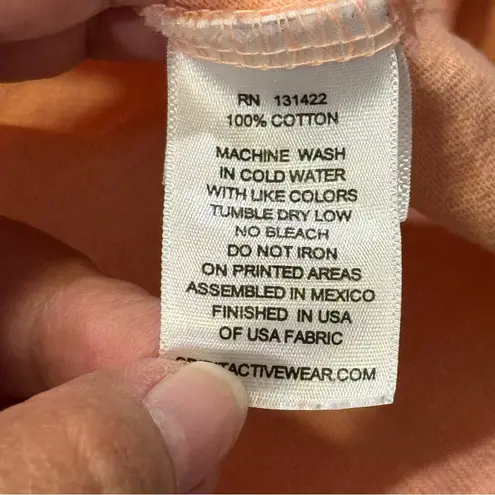 RN 131422
100% COTTON
MACHINE WASH
IN COLD WATER
WITH LIKE COLORS
TUMBLE DRY LOW
NO BLEACH
DO NOT IRON
ON PRINTED AREAS
ASSEMBLED IN MEXICO
FINISHED IN USA
OF USA FABRIC